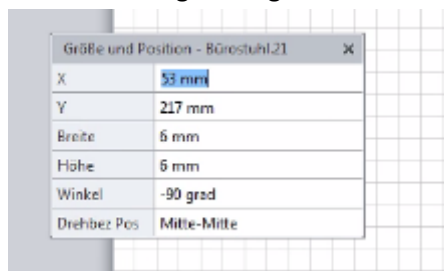 Größe und Position - Bürostuhl.21
X 53 mm
Y 217 mm
Breite 6 mm
Höhe 6 mm
Winkel -90 grad
Drehbez Pos Mitte-Mitte